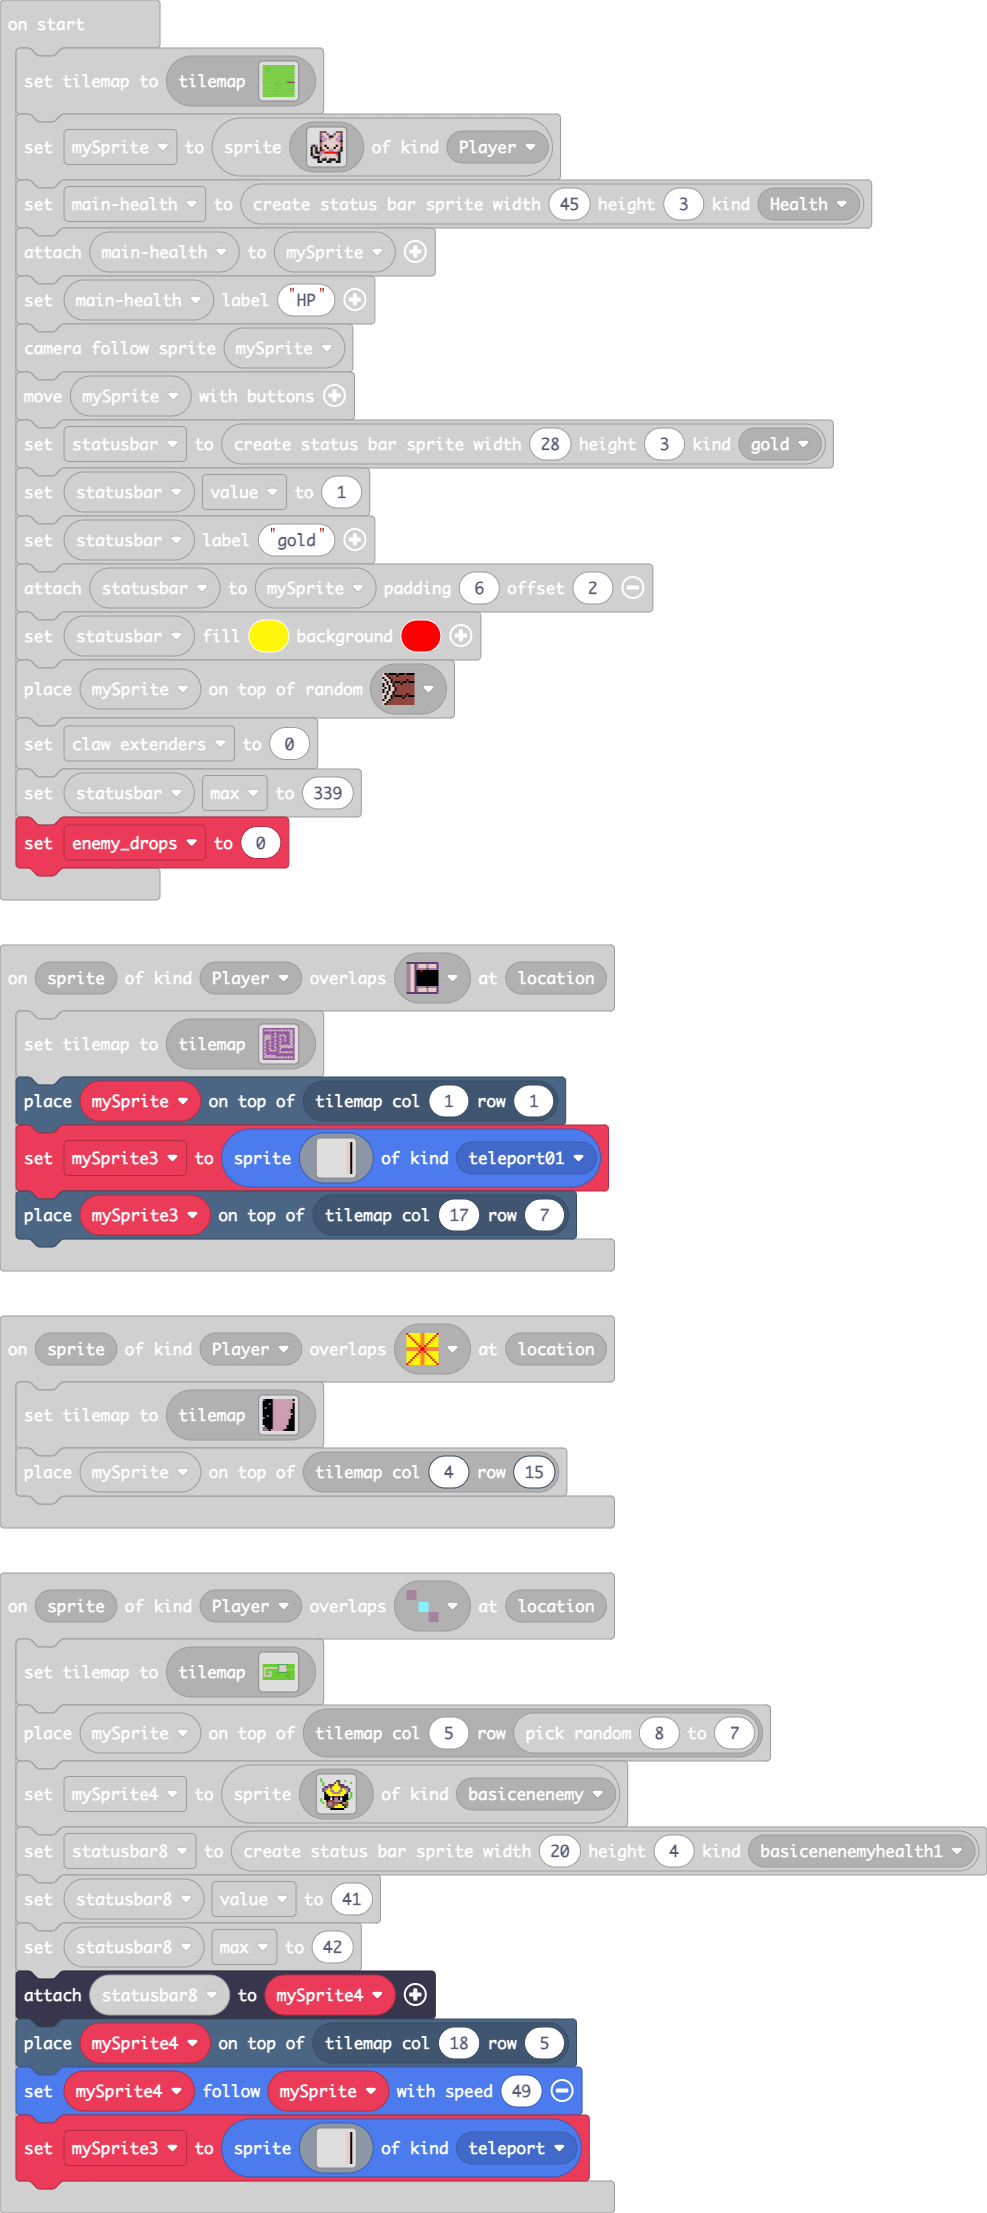 on start
set tilemap to tilemap
set mySprite to sprite of kind Player
set main-health to create status bar sprite width 45 height 3 kind Health
attach main-health to mySprite
set main-health label "HP"
camera follow sprite mySprite
move mySprite with buttons
set statusbar to create status bar sprite width 28 height 3 kind gold
set statusbar value to 1
set statusbar label "gold"
attach statusbar to mySprite padding 6 offset 2
set statusbar fill background
place mySprite on top of random
set claw extenders to 0
set statusbar max to 339
set enemy_drops to 0
on sprite of kind Player overlaps at location
set tilemap to tilemap
place mySprite on top of tilemap col 1 row 1
set mySprite3 to sprite of kind teleport01
place mySprite3 on top of tilemap col 17 row 7
on sprite of kind Player overlaps at location
set tilemap to tilemap
place mySprite on top of tilemap col 4 row 15
on sprite of kind Player overlaps at location
set tilemap to tilemap
place mySprite on top of tilemap col 5 row pick random 8 to 7
set mySprite4 to sprite of kind basicenenemy
set statusbar8 to create status bar sprite width 20 height 4 kind basicenenemyhealth1
set statusbar8 value to 41
set statusbar8 max to 42
attach statusbar8 to mySprite4
place mySprite4 on top of tilemap col 18 row 5
set mySprite4 follow mySprite with speed 49
set mySprite3 to sprite of kind teleport